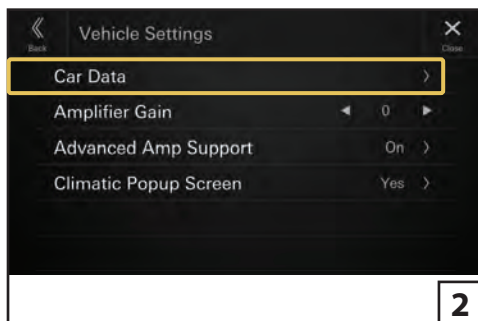 Back
Vehicle Settings
Close
Car Data
Amplifier Gain 0
Advanced Amp Support On
Climatic Popup Screen Yes
2